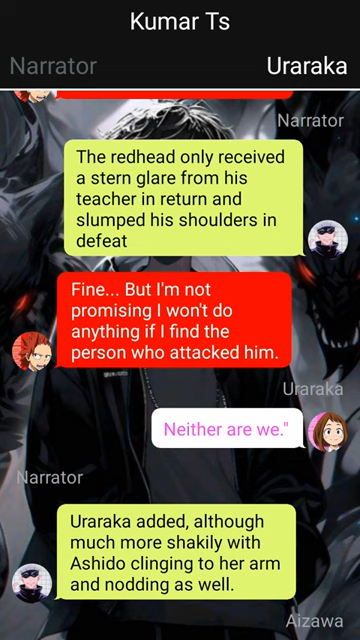 Kumar Ts
Narrator
Uraraka
Narrator
The redhead only received
a stern glare from his
teacher in return and
slumped his shoulders in
defeat
Fine... But I'm not
promising I won't do
anything if I find the
person who attacked him.
Uraraka
Neither are we."
Narrator
Uraraka added, although
much more shakily with
Ashido clinging to her arm
and nodding as well.
Aizawa